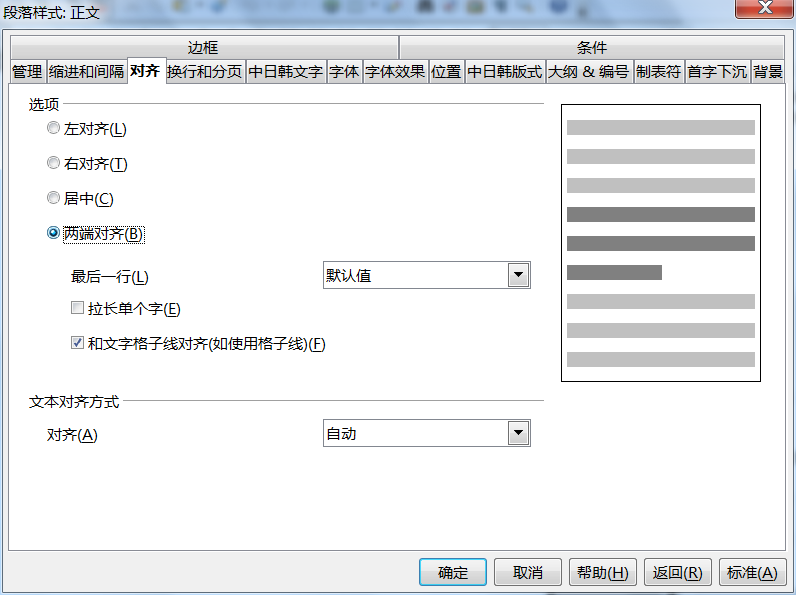 段落样式: 正文
边框 条件
管理 缩进和间隔 对齐 换行和分页 中日韩文字 字体 字体效果 位置 中日韩版式 大纲 & 编号 制表符 首字下沉 背景
选项
左对齐(L)
右对齐(T)
居中(C)
两端对齐(B)
最后一行(L) 默认值
拉长单个字(E)
和文字格子线对齐(如使用格子线)(F)
文本对齐方式
对齐(A) 自动
确定 取消 帮助(H) 返回(R) 标准(A)